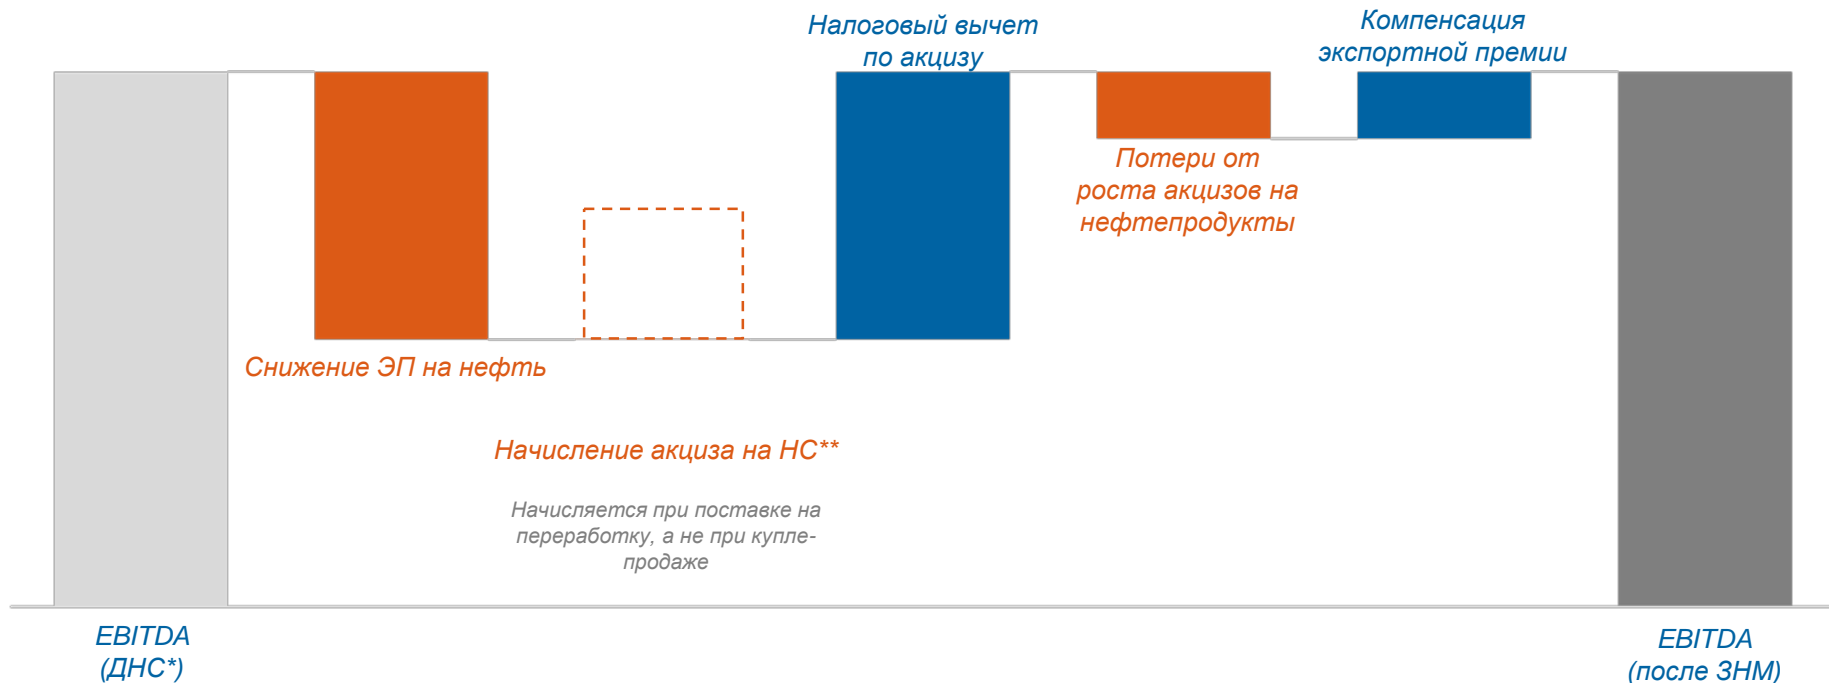 Налоговый вычет
по акцизу
Компенсация
экспортной премии
Потери от
роста акцизов на
нефтепродукты
Снижение ЭП на нефть
Начисление акциза на НС**
Начисляется при поставке на
переработку, а не при купле-
продаже
EBITDA
(ДНС*)
EBITDA
(после ЗНМ)